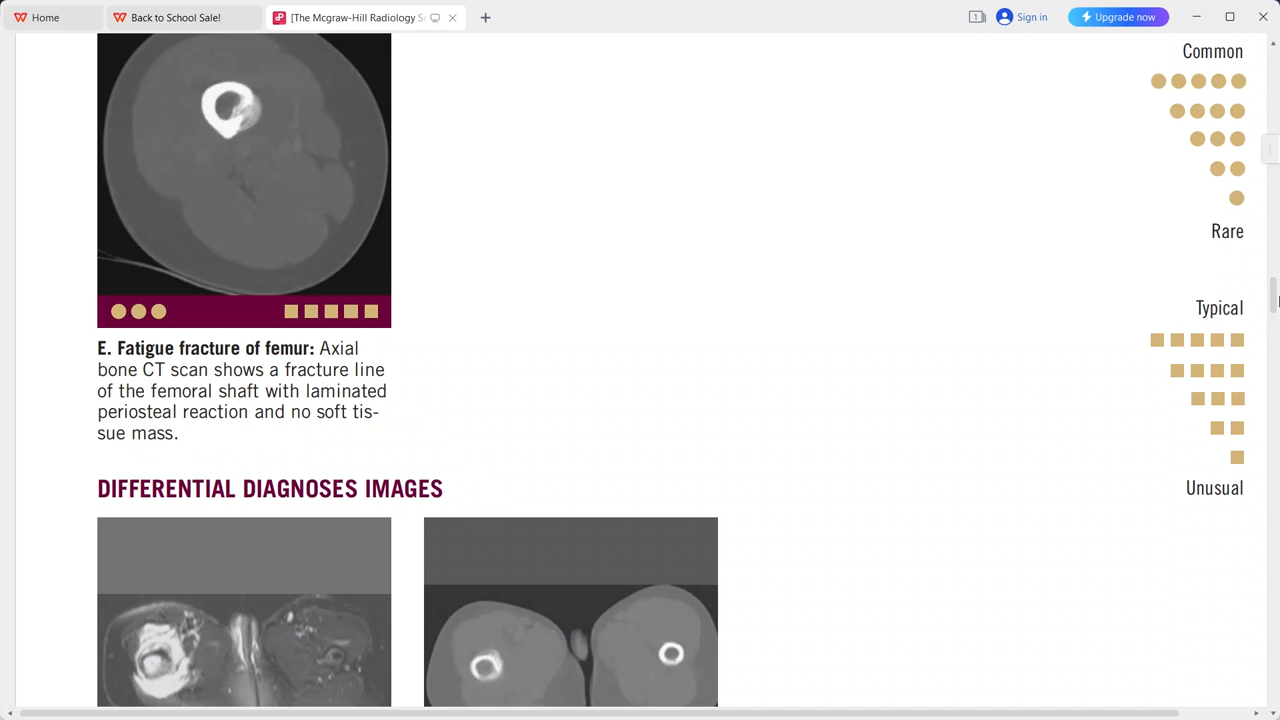 Home
Back to School Sale!
[The Mcgraw-Hill Radiology S
1
Sign in
Upgrade now
Common
Rare
Typical
Unusual
E. Fatigue fracture of femur: Axial
bone CT scan shows a fracture line
of the femoral shaft with laminated
periosteal reaction and no soft tis-
sue mass.
DIFFERENTIAL DIAGNOSES IMAGES